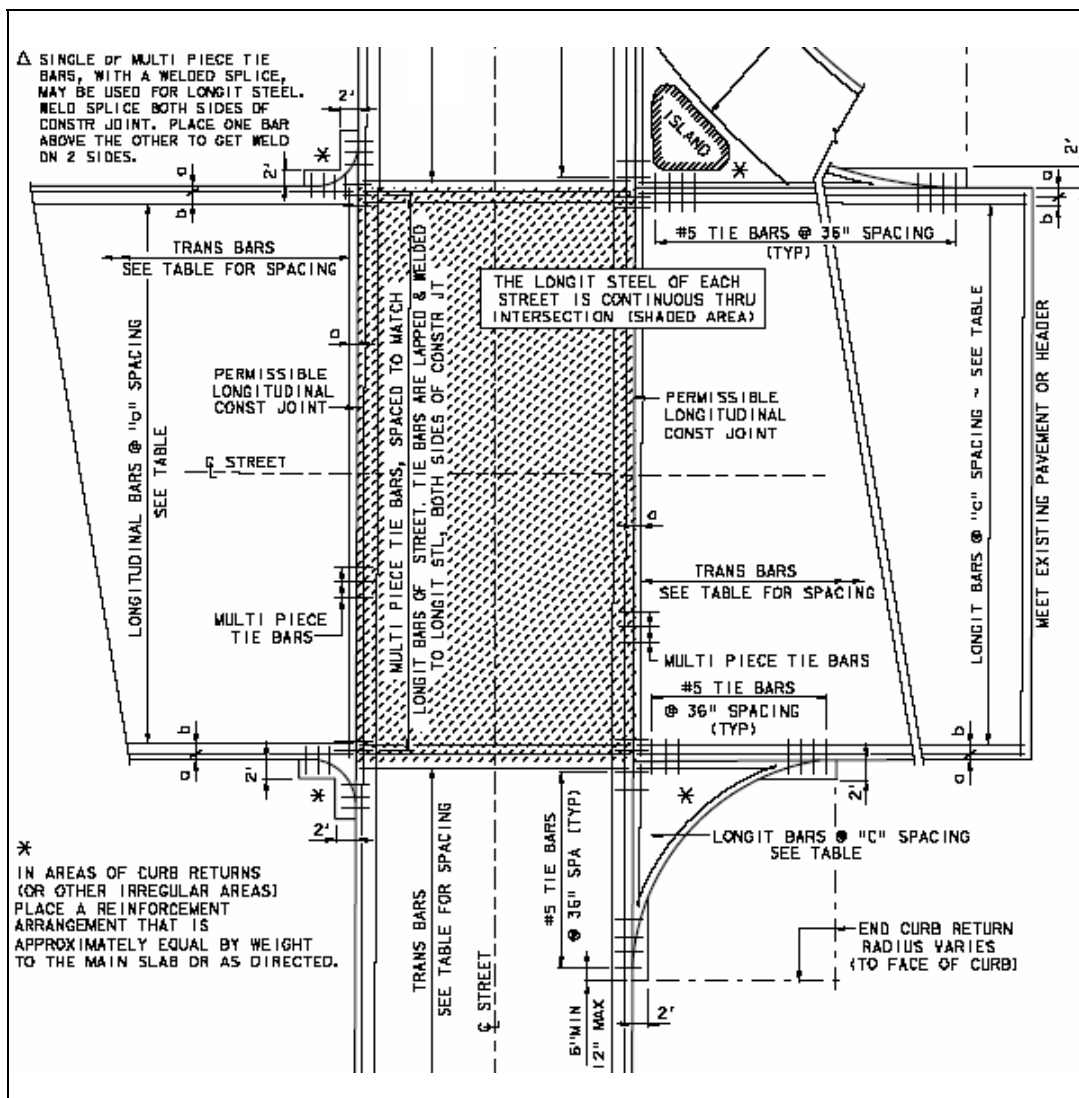 Δ SINGLE or MULTI PIECE TIE
BARS, WITH A WELDED SPLICE,
MAY BE USED FOR LONGIT STEEL.
WELD SPLICE BOTH SIDES OF
CONSTR JOINT. PLACE ONE BAR
ABOVE THE OTHER TO GET WELD
ON 2 SIDES.
2'
*
2'
a
b
ISLAND
*
2'
a
b
TRANS BARS
SEE TABLE FOR SPACING
#5 TIE BARS @ 36" SPACING
(TYP)
THE LONGIT STEEL OF EACH
STREET IS CONTINUOUS THRU
INTERSECTION (SHADED AREA)
MULTI PIECE TIE BARS, SPACED TO MATCH
LONGIT BARS OF STREET. TIE BARS ARE LAPPED & WELDED
TO LONGIT STL, BOTH SIDES OF CONSTR JT
a
PERMISSIBLE
LONGITUDINAL
CONST JOINT
PERMISSIBLE
LONGITUDINAL
CONST JOINT
LONGITUDINAL BARS @ "c" SPACING
SEE TABLE
LONGIT BARS @ "c" SPACING ~ SEE TABLE
MEET EXISTING PAVEMENT OR HEADER
℄ STREET
a
TRANS BARS
SEE TABLE FOR SPACING
MULTI PIECE
TIE BARS
MULTI PIECE TIE BARS
#5 TIE BARS
@ 36" SPACING
(TYP)
b
a
2'
b
a
2'
*
*
2'
LONGIT BARS @ "C" SPACING
SEE TABLE
TRANS BARS
SEE TABLE FOR SPACING
#5 TIE BARS
@ 36" SPA (TYP)
*
IN AREAS OF CURB RETURNS
(OR OTHER IRREGULAR AREAS)
PLACE A REINFORCEMENT
ARRANGEMENT THAT IS
APPROXIMATELY EQUAL BY WEIGHT
TO THE MAIN SLAB OR AS DIRECTED.
END CURB RETURN
RADIUS VARIES
(TO FACE OF CURB)
℄ STREET
6"MIN
12" MAX
2'